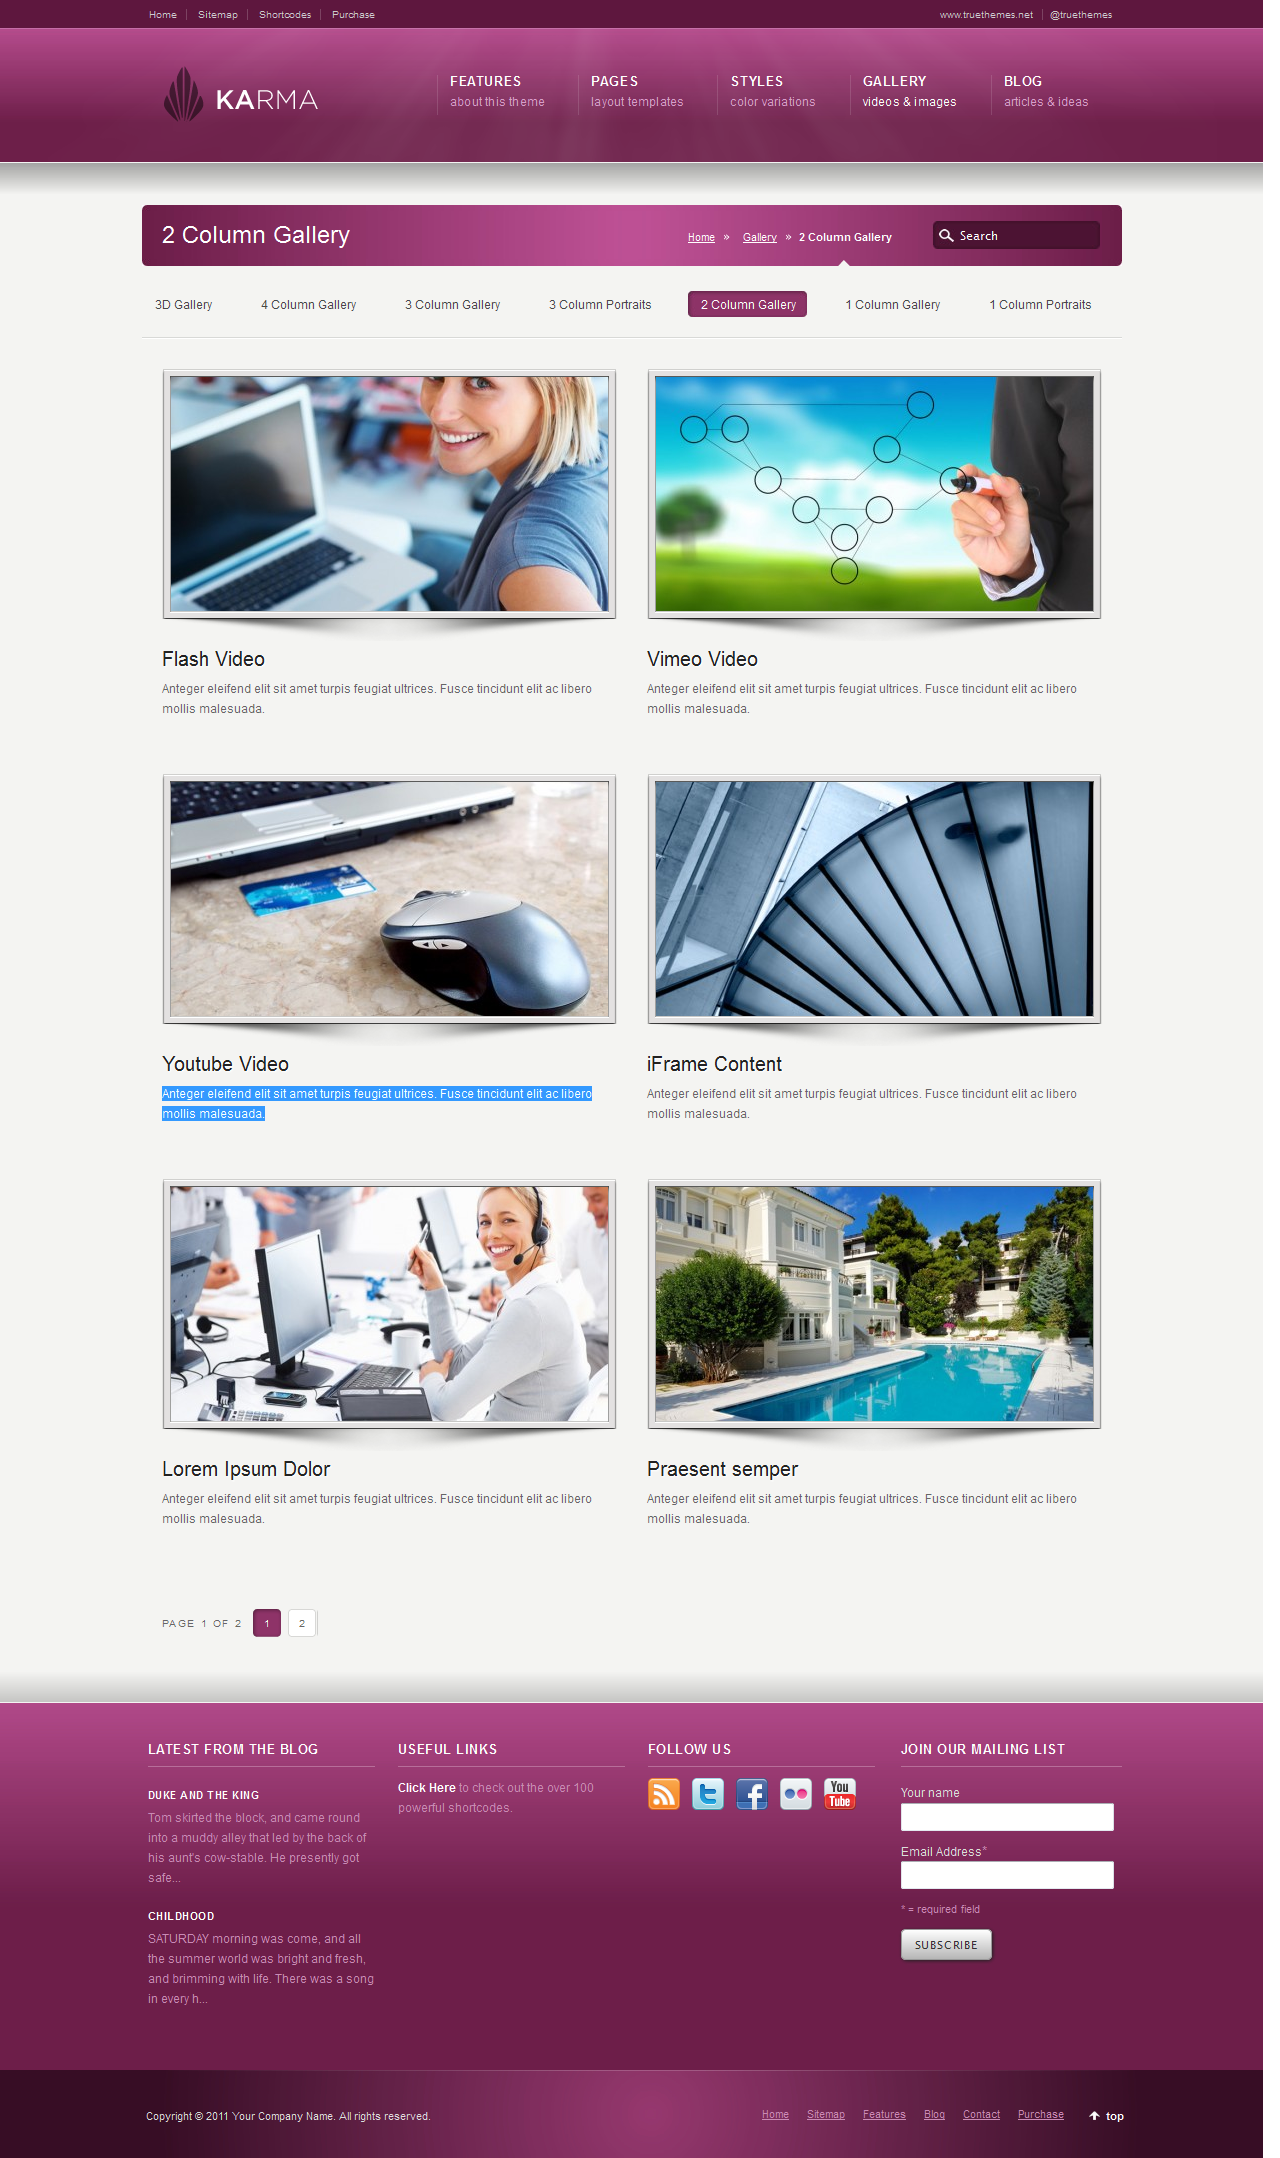 Home
Sitemap
Shortcodes
Purchase
www.truethemes.net
@truethemes
KARMA
FEATURES
about this theme
PAGES
layout templates
STYLES
color variations
GALLERY
videos & images
BLOG
articles & ideas
2 Column Gallery
Home » Gallery » 2 Column Gallery
Search
3D Gallery
4 Column Gallery
3 Column Gallery
3 Column Portraits
2 Column Gallery
1 Column Gallery
1 Column Portraits
Flash Video
Anteger eleifend elit sit amet turpis feugiat ultrices. Fusce tincidunt elit ac libero
mollis malesuada.
Vimeo Video
Anteger eleifend elit sit amet turpis feugiat ultrices. Fusce tincidunt elit ac libero
mollis malesuada.
Youtube Video
Anteger eleifend elit sit amet turpis feugiat ultrices. Fusce tincidunt elit ac libero
mollis malesuada.
iFrame Content
Anteger eleifend elit sit amet turpis feugiat ultrices. Fusce tincidunt elit ac libero
mollis malesuada.
Lorem Ipsum Dolor
Anteger eleifend elit sit amet turpis feugiat ultrices. Fusce tincidunt elit ac libero
mollis malesuada.
Praesent semper
Anteger eleifend elit sit amet turpis feugiat ultrices. Fusce tincidunt elit ac libero
mollis malesuada.
PAGE 1 OF 2 1 2
LATEST FROM THE BLOG
DUKE AND THE KING
Tom skirted the block, and came round
into a muddy alley that led by the back of
his aunt's cow-stable. He presently got
safe...
CHILDHOOD
SATURDAY morning was come, and all
the summer world was bright and fresh,
and brimming with life. There was a song
in every h...
USEFUL LINKS
Click Here to check out the over 100
powerful shortcodes.
FOLLOW US
You
Tube
JOIN OUR MAILING LIST
Your name
Email Address*
* = required field
SUBSCRIBE
Copyright © 2011 Your Company Name. All rights reserved.
Home
Sitemap
Features
Blog
Contact
Purchase
top